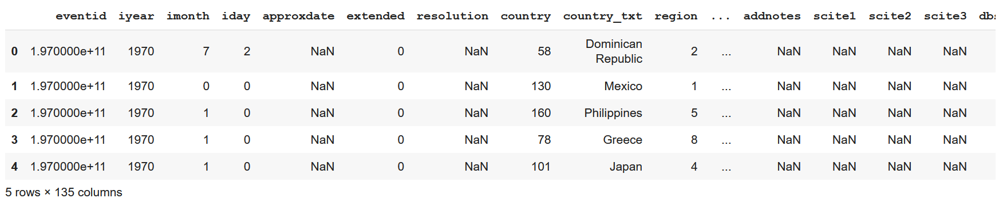 eventid iyear imonth iday approxdate extended resolution country country_txt region ... addnotes scite1 scite2 scite3 dbs
0 1.970000e+11 1970 7 2 NaN 0 NaN 58 Dominican Republic 2 ... NaN NaN NaN NaN
1 1.970000e+11 1970 0 0 NaN 0 NaN 130 Mexico 1 ... NaN NaN NaN NaN
2 1.970000e+11 1970 1 0 NaN 0 NaN 160 Philippines 5 ... NaN NaN NaN NaN
3 1.970000e+11 1970 1 0 NaN 0 NaN 78 Greece 8 ... NaN NaN NaN NaN
4 1.970000e+11 1970 1 0 NaN 0 NaN 101 Japan 4 ... NaN NaN NaN NaN
5 rows × 135 columns